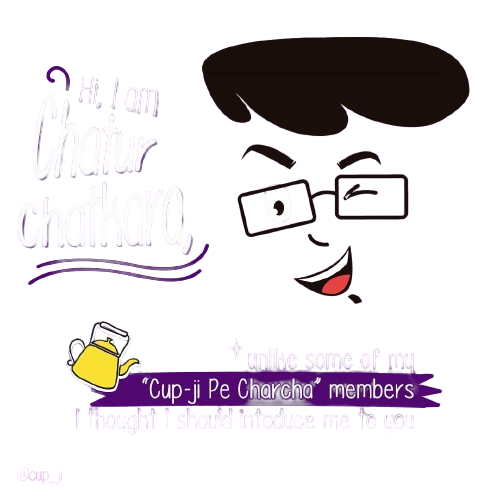 Hi, I am
Chatur
chatkara,
* unlike some of my
"Cup-ji Pe Charcha" members
I thought I should intoduce me to you
@cup_ji